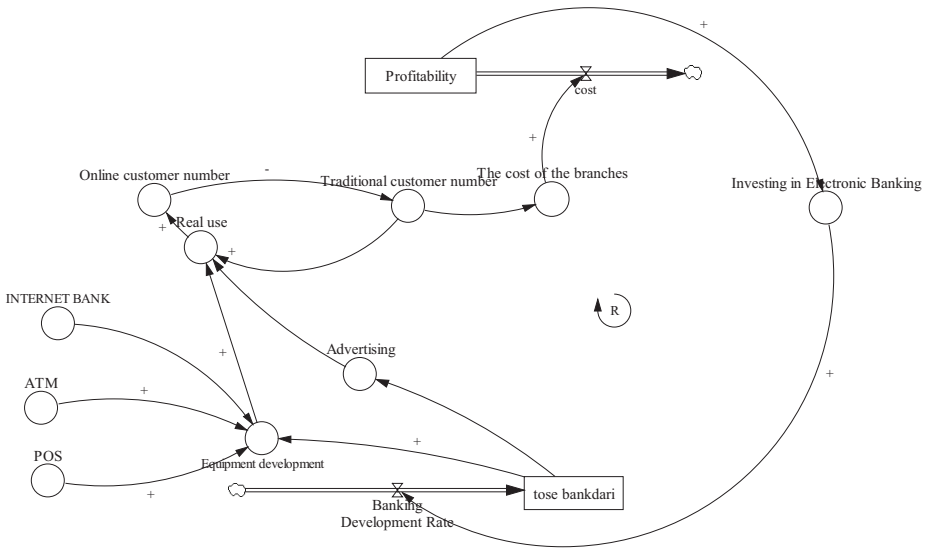 +
Profitability
cost
+
Online customer number
-
Traditional customer number
The cost of the branches
Investing in Electronic Banking
+
Real use
+
INTERNET BANK
R
+
Advertising
+
ATM
+
POS
+
Equipment development
+
tose bankdari
Banking
Development Rate